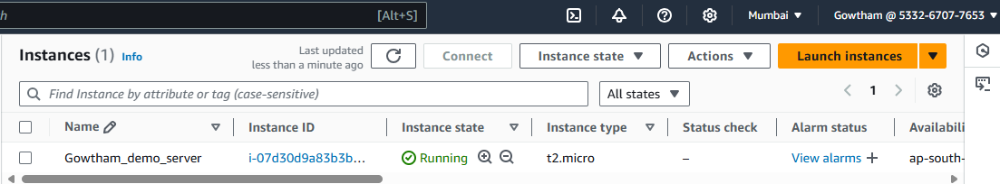 [Alt+S]
Mumbai
Gowtham @ 5332-6707-7653
Instances (1) Info
Last updated
less than a minute ago
Connect
Instance state
Actions
Launch instances
Find Instance by attribute or tag (case-sensitive)
All states
1
Name
Instance ID
Instance state
Instance type
Status check
Alarm status
Availabili
Gowtham_demo_server
i-07d30d9a83b3b...
Running
t2.micro
–
View alarms +
ap-south-